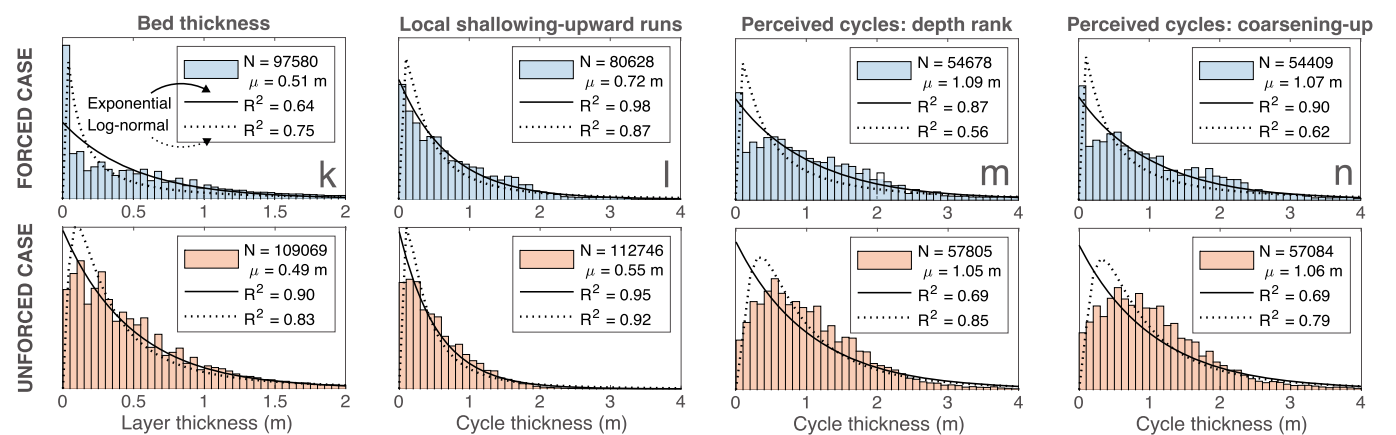 Bed thickness
Local shallowing-upward runs
Perceived cycles: depth rank
Perceived cycles: coarsening-up
FORCED CASE
N = 97580
μ = 0.51 m
Exponential
R² = 0.64
Log-normal
R² = 0.75
k
0 0.5 1 1.5 2
N = 80628
μ = 0.72 m
R² = 0.98
R² = 0.87
l
0 1 2 3 4
N = 54678
μ = 1.09 m
R² = 0.87
R² = 0.56
m
0 1 2 3 4
N = 54409
μ = 1.07 m
R² = 0.90
R² = 0.62
n
0 1 2 3 4
UNFORCED CASE
N = 109069
μ = 0.49 m
R² = 0.90
R² = 0.83
0 0.5 1 1.5 2
Layer thickness (m)
N = 112746
μ = 0.55 m
R² = 0.95
R² = 0.92
0 1 2 3 4
Cycle thickness (m)
N = 57805
μ = 1.05 m
R² = 0.69
R² = 0.85
0 1 2 3 4
Cycle thickness (m)
N = 57084
μ = 1.06 m
R² = 0.69
R² = 0.79
0 1 2 3 4
Cycle thickness (m)